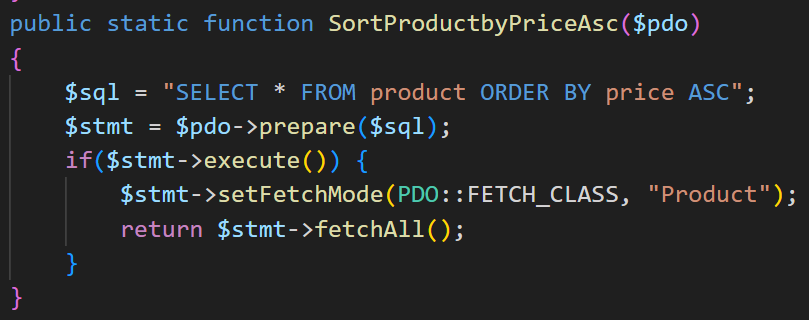 public static function SortProductbyPriceAsc($pdo)
{
    $sql = "SELECT * FROM product ORDER BY price ASC";
    $stmt = $pdo->prepare($sql);
    if($stmt->execute()) {
        $stmt->setFetchMode(PDO::FETCH_CLASS, "Product");
        return $stmt->fetchAll();
    }
}